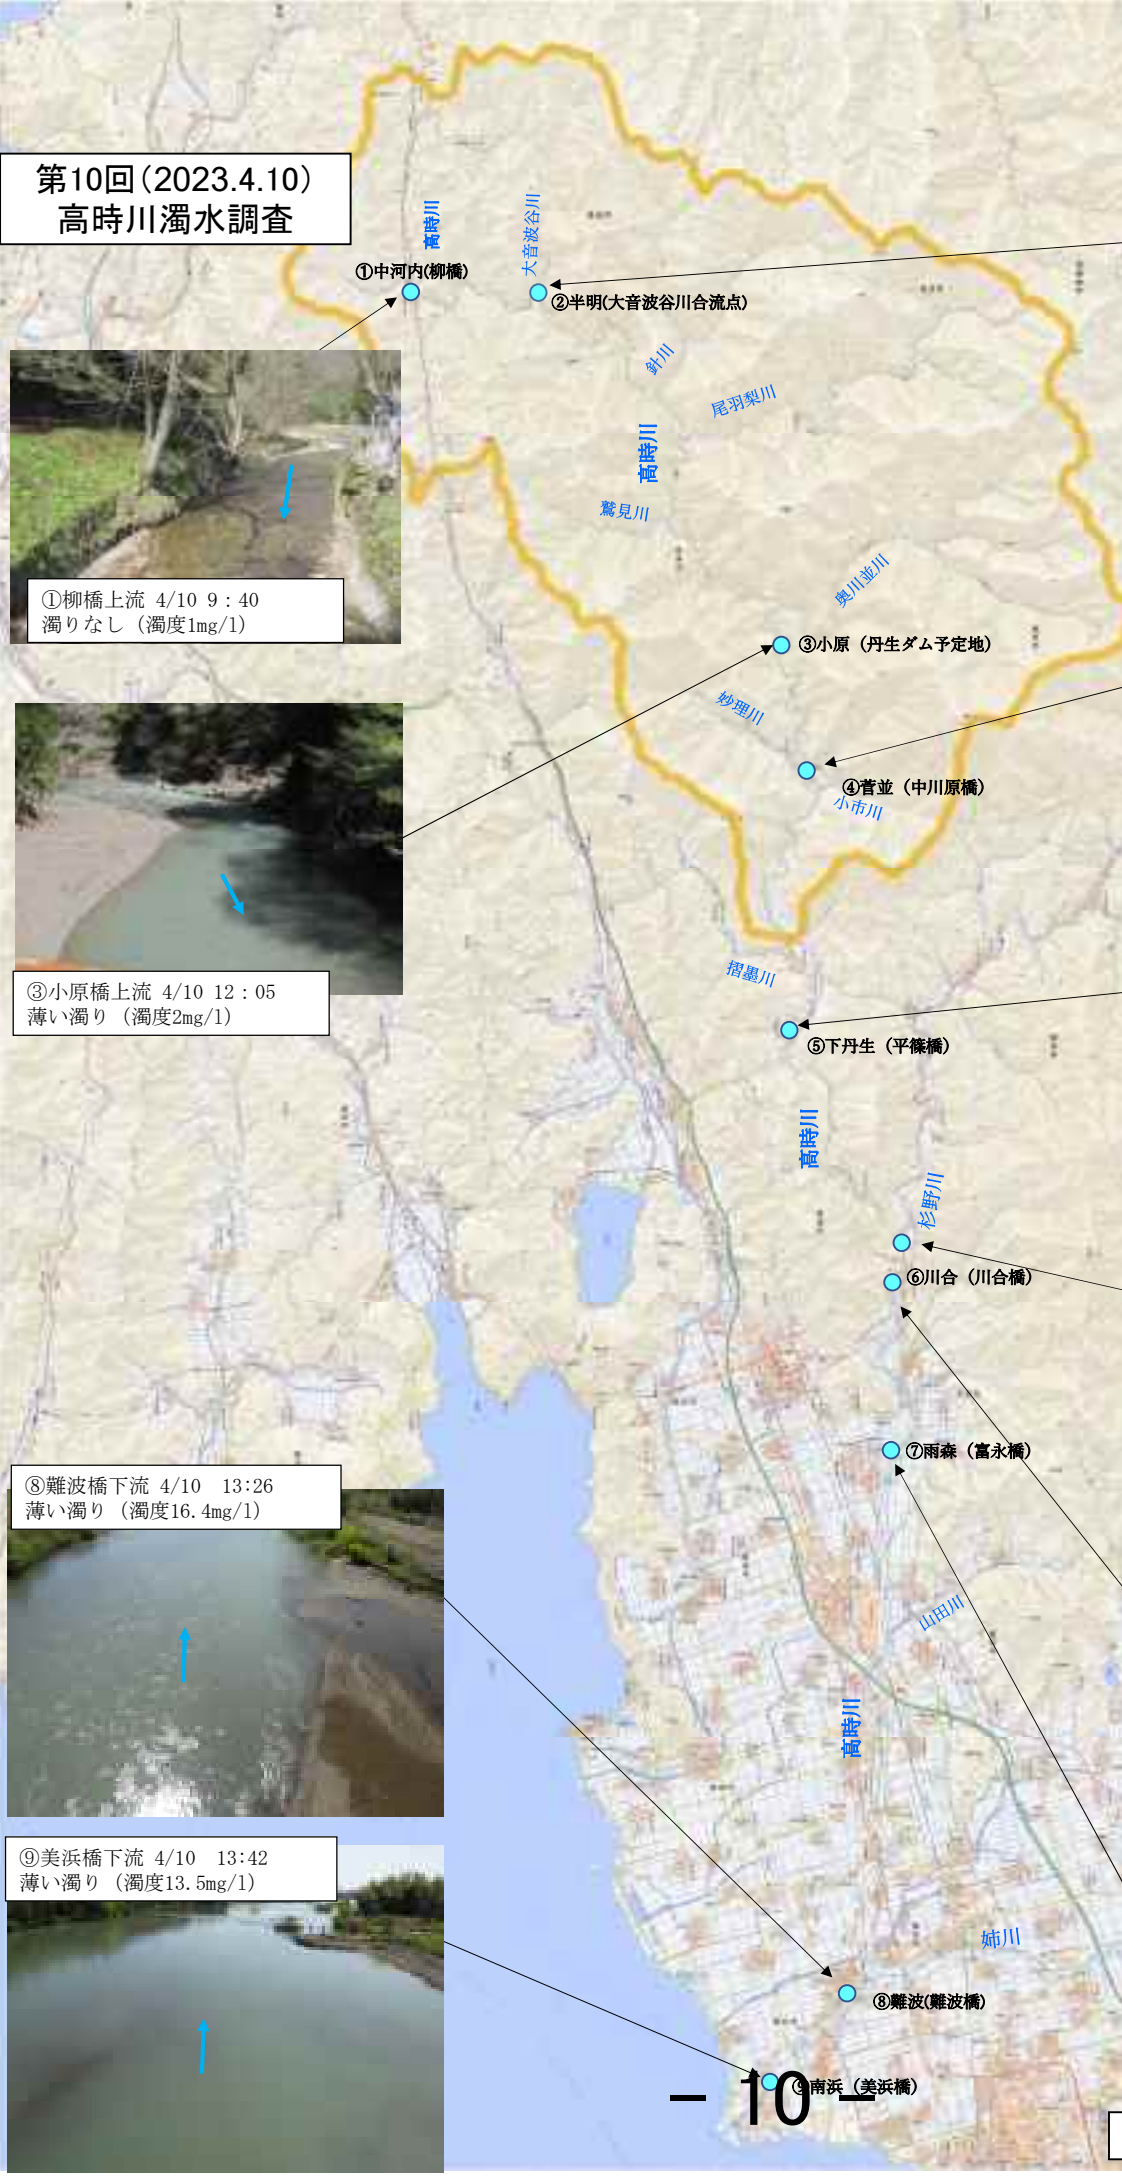 第10回(2023.4.10)
高時川濁水調査
高時川
大音波谷川
①中河内(柳橋)
②半明(大音波谷川合流点)
針川
尾羽梨川
高時川
鷲見川
①柳橋上流 4/10 9：40
濁りなし（濁度1mg/l）
奥川並川
③小原（丹生ダム予定地）
妙理川
④菅並（中川原橋）
小市川
摺墨川
③小原橋上流 4/10 12：05
薄い濁り（濁度2mg/l）
⑤下丹生（平篠橋）
高時川
杉野川
⑥川合（川合橋）
⑦雨森（富永橋）
⑧難波橋下流 4/10　13:26
薄い濁り（濁度16.4mg/l）
山田川
高時川
⑨美浜橋下流 4/10　13:42
薄い濁り（濁度13.5mg/l）
姉川
⑧難波(難波橋)
⑨南浜（美浜橋）
－ 10 －